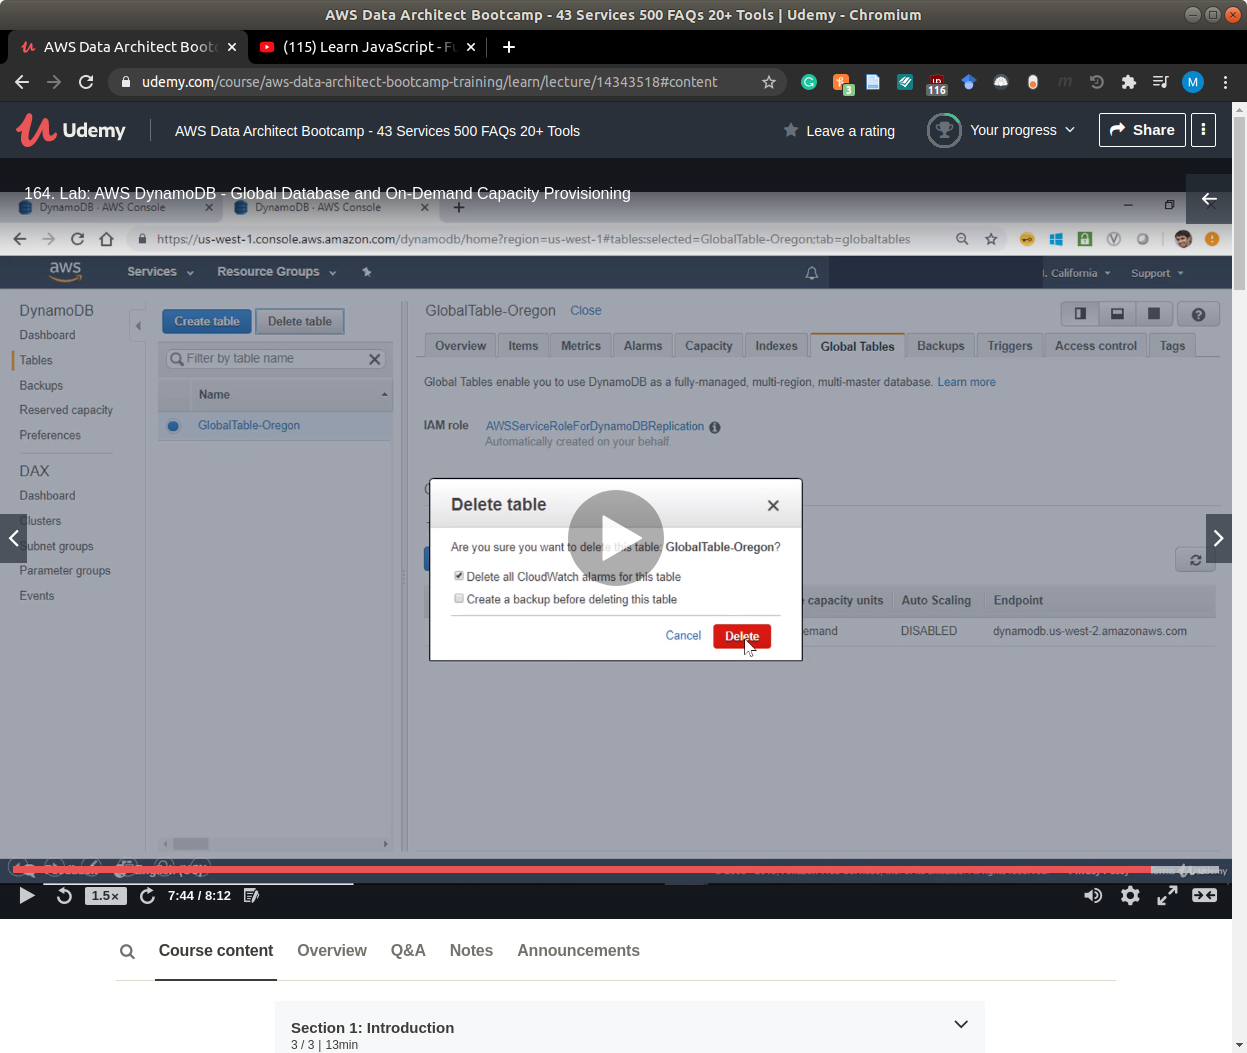 AWS Data Architect Bootcamp - 43 Services 500 FAQs 20+ Tools | Udemy - Chromium
AWS Data Architect Boot
(115) Learn JavaScript - Fu
udemy.com/course/aws-data-architect-bootcamp-training/learn/lecture/14343518#content
3
116
M
Udemy
AWS Data Architect Bootcamp - 43 Services 500 FAQs 20+ Tools
Leave a rating
Your progress
Share
164. Lab: AWS DynamoDB - Global Database and On-Demand Capacity Provisioning
DynamoDB · AWS Console
DynamoDB · AWS Console
https://us-west-1.console.aws.amazon.com/dynamodb/home?region=us-west-1#tables:selected=GlobalTable-Oregon;tab=globaltables
aws
Services
Resource Groups
. California
Support
DynamoDB
Dashboard
Tables
Backups
Reserved capacity
Preferences
DAX
Dashboard
Clusters
Subnet groups
Parameter groups
Events
Create table
Delete table
Filter by table name
Name
GlobalTable-Oregon
GlobalTable-Oregon
Close
Overview
Items
Metrics
Alarms
Capacity
Indexes
Global Tables
Backups
Triggers
Access control
Tags
Global Tables enable you to use DynamoDB as a fully-managed, multi-region, multi-master database. Learn more
IAM role
AWSServiceRoleForDynamoDBReplication
Automatically created on your behalf.
Delete table
Are you sure you want to delete this table: GlobalTable-Oregon?
Delete all CloudWatch alarms for this table
Create a backup before deleting this table
Cancel
Delete
capacity units
Auto Scaling
Endpoint
emand
DISABLED
dynamodb.us-west-2.amazonaws.com
1.5×
7:44 / 8:12
Course content
Overview
Q&A
Notes
Announcements
Section 1: Introduction
3 / 3 | 13min